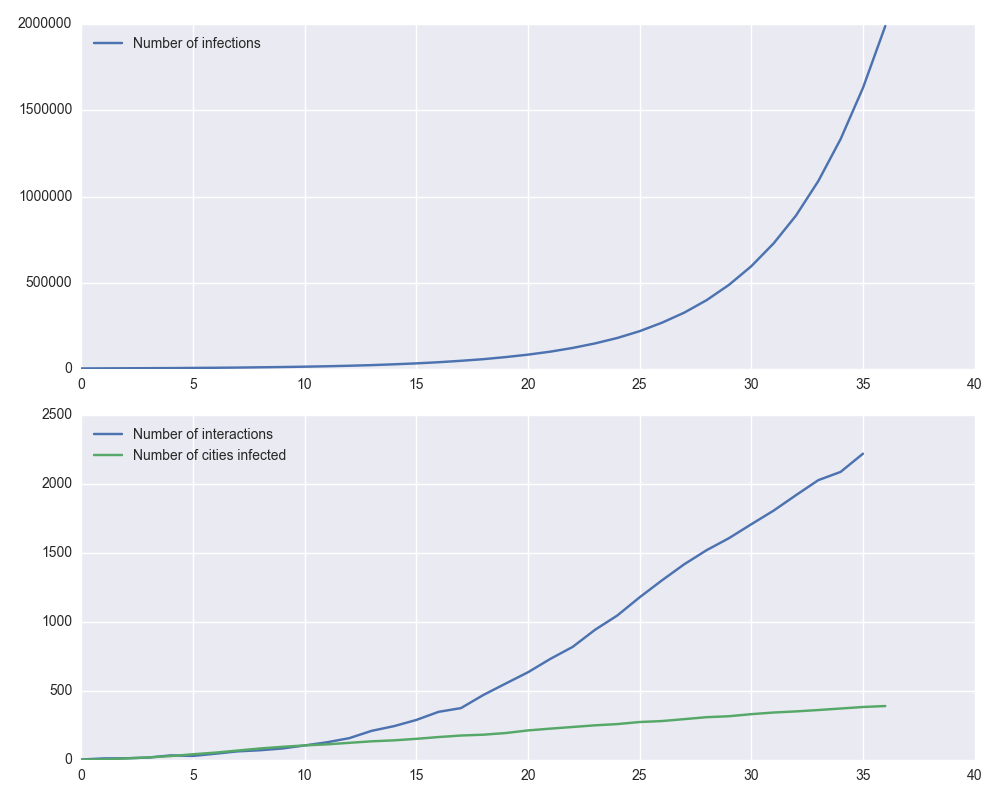 2000000
Number of infections
1500000
1000000
500000
0
0 5 10 15 20 25 30 35 40
2500
Number of interactions
Number of cities infected
2000
1500
1000
500
0
0 5 10 15 20 25 30 35 40